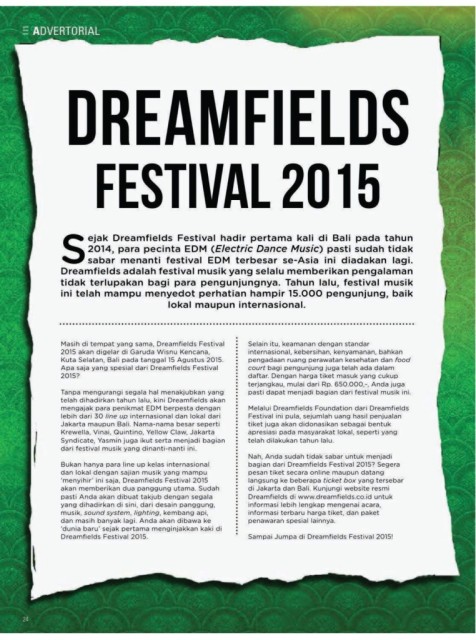 ADVERTORIAL
DREAMFIELDS
FESTIVAL 2015
Sejak Dreamfields Festival hadir pertama kali di Bali pada tahun
2014, para pecinta EDM (Electric Dance Music) pasti sudah tidak
sabar menanti festival EDM terbesar se-Asia ini diadakan lagi.
Dreamfields adalah festival musik yang selalu memberikan pengalaman
tidak terlupakan bagi para pengunjungnya. Tahun lalu, festival musik
ini telah mampu menyedot perhatian hampir 15.000 pengunjung, baik
lokal maupun internasional.
Masih di tempat yang sama, Dreamfields Festival
2015 akan digelar di Garuda Wisnu Kencana,
Kuta Selatan, Bali pada tanggal 15 Agustus 2015.
Apa saja yang spesial dari Dreamfields Festival
2015?
Tanpa mengurangi segala hal menakjubkan yang
telah dihadirkan tahun lalu, kini Dreamfields akan
mengajak para penikmat EDM berpesta dengan
lebih dari 30 line up internasional dan lokal dari
Jakarta maupun Bali. Nama-nama besar seperti
Krewella, Vinai, Quintino, Yellow Claw, Jakarta
Syndicate, Yasmin juga ikut serta menjadi bagian
dari festival musik yang dinanti-nanti ini.
Bukan hanya para line up kelas internasional
dan lokal dengan sajian musik yang mampu
'menyihir' ini saja, Dreamfields Festival 2015
akan memberikan dua panggung utama. Sudah
pasti Anda akan dibuat takjub dengan segala
yang dihadirkan di sini, dari desain panggung,
musik, sound system, lighting, kembang api,
dan masih banyak lagi. Anda akan dibawa ke
'dunia baru' sejak pertama menginjakkan kaki di
Dreamfields Festival 2015.
Selain itu, keamanan dengan standar
internasional, kebersihan, kenyamanan, bahkan
pengadaan ruang perawatan kesehatan dan food
court bagi pengunjung juga telah ada dalam
daftar. Dengan harga tiket masuk yang cukup
terjangkau, mulai dari Rp. 650.000,-, Anda juga
pasti dapat menjadi bagian dari festival musik ini.
Melalui Dreamfields Foundation dari Dreamfields
Festival ini pula, sejumlah uang hasil penjualan
tiket juga akan didonasikan sebagai bentuk
apresiasi pada masyarakat lokal, seperti yang
telah dilakukan tahun lalu.
Nah, Anda sudah tidak sabar untuk menjadi
bagian dari Dreamfields Festival 2015? Segera
pesan tiket secara online maupun datang
langsung ke beberapa ticket box yang tersebar
di Jakarta dan Bali. Kunjungi website resmi
Dreamfields di www.dreamfields.co.id untuk
informasi lebih lengkap mengenai acara,
informasi terbaru harga tiket, dan paket
penawaran spesial lainnya.
Sampai Jumpa di Dreamfields Festival 2015!
28